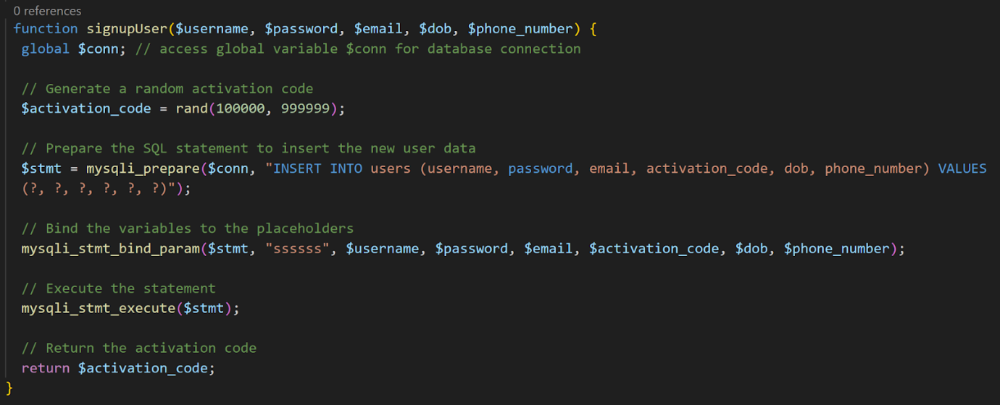 0 references
function signupUser($username, $password, $email, $dob, $phone_number) {
global $conn; // access global variable $conn for database connection
// Generate a random activation code
$activation_code = rand(100000, 999999);
// Prepare the SQL statement to insert the new user data
$stmt = mysqli_prepare($conn, "INSERT INTO users (username, password, email, activation_code, dob, phone_number) VALUES
(?, ?, ?, ?, ?, ?)");
// Bind the variables to the placeholders
mysqli_stmt_bind_param($stmt, "ssssss", $username, $password, $email, $activation_code, $dob, $phone_number);
// Execute the statement
mysqli_stmt_execute($stmt);
// Return the activation code
return $activation_code;
}